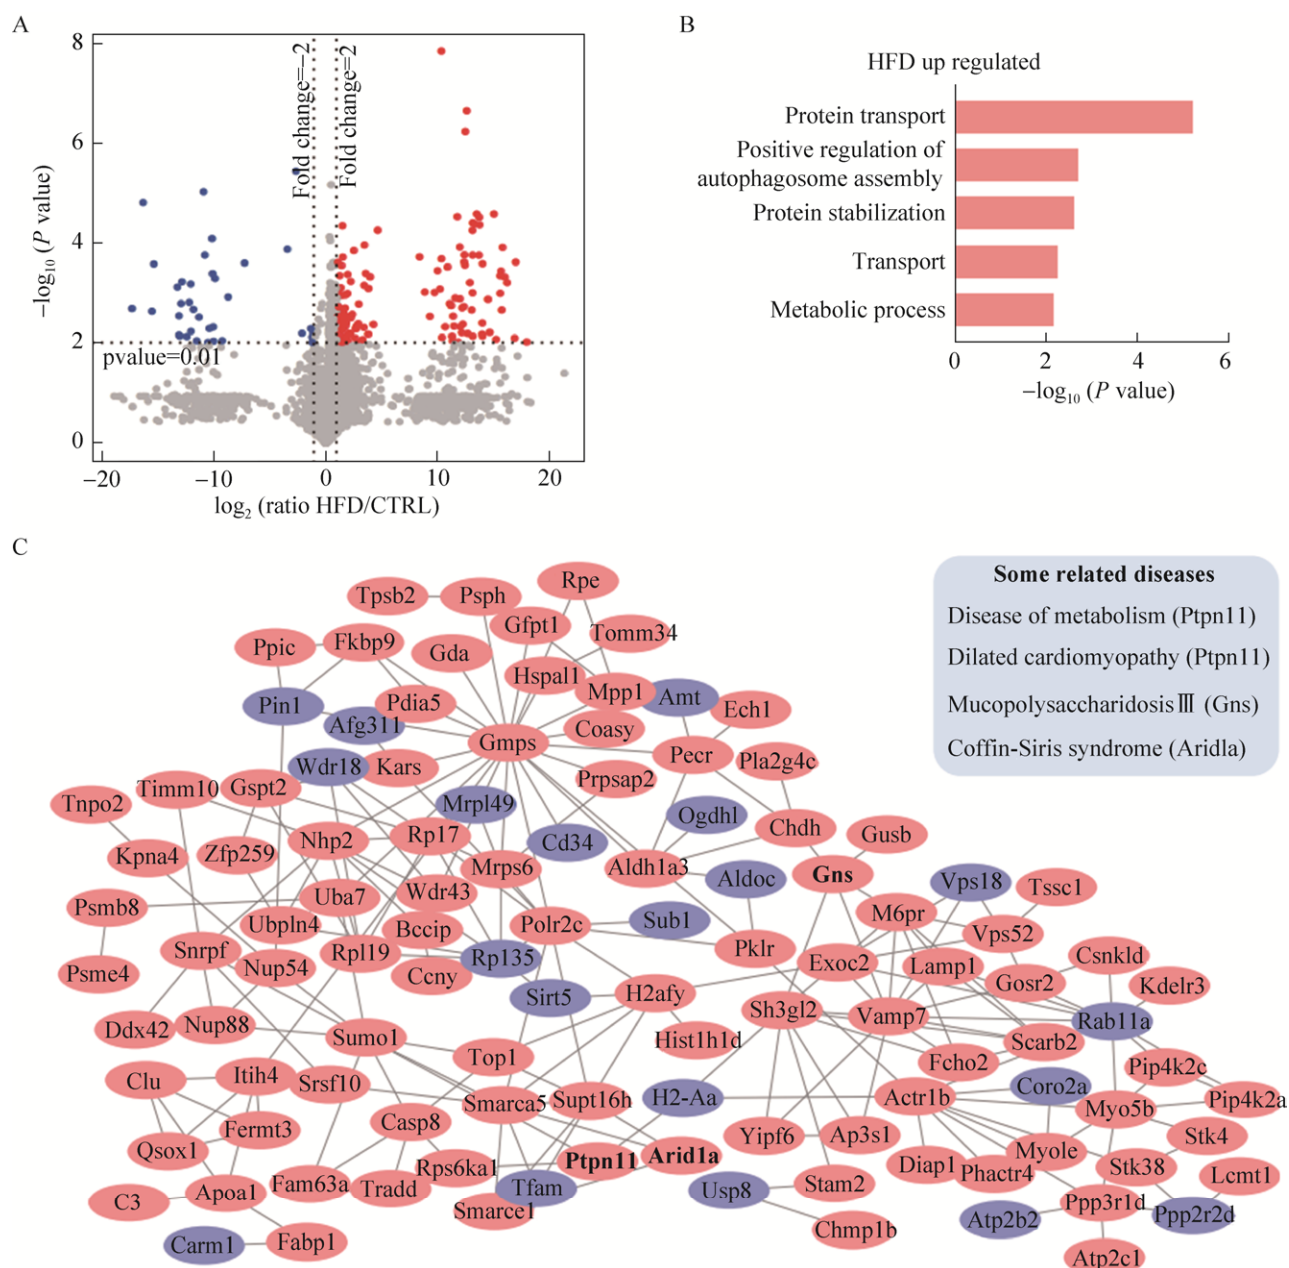 A
8
6
4
2
0
−log₁₀ (P value)
Fold change=−2
Fold change=2
pvalue=0.01
−20
−10
0
10
20
log₂ (ratio HFD/CTRL)
B
HFD up regulated
Protein transport
Positive regulation of
autophagosome assembly
Protein stabilization
Transport
Metabolic process
0
2
4
6
−log₁₀ (P value)
C
Some related diseases
Disease of metabolism (Ptpn11)
Dilated cardiomyopathy (Ptpn11)
Mucopolysaccharidosis Ⅲ (Gns)
Coffin-Siris syndrome (Aridla)
Rpe
Tpsb2
Psph
Gfpt1
Tomm34
Ppic
Fkbp9
Gda
Hspal1
Mpp1
Amt
Pin1
Pdia5
Afg311
Ech1
Coasy
Gmps
Pecr
Pla2g4c
Wdr18
Kars
Prpsap2
Timm10
Gspt2
Tnpo2
Mrpl49
Ogdhl
Chdh
Gusb
Nhp2
Rp17
Cd34
Kpna4
Zfp259
Mrps6
Aldh1a3
Aldoc
Gns
Vps18
Tssc1
Uba7
Wdr43
Psmb8
Ubpln4
Bccip
Polr2c
Sub1
M6pr
Vps52
Snrpf
Rpl19
Rp135
Pklr
Psme4
Nup54
Ccny
Exoc2
Lamp1
Csnkld
Sirt5
H2afy
Gosr2
Kdelr3
Sh3gl2
Vamp7
Rab11a
Ddx42
Nup88
Sumo1
Hist1h1d
Scarb2
Top1
Fcho2
Pip4k2c
Clu
Itih4
Srsf10
Smarca5
Supt16h
H2-Aa
Actr1b
Coro2a
Myo5b
Pip4k2a
Fermt3
Casp8
Yipf6
Ap3s1
Stk4
Qsox1
Rps6ka1
Ptpn11
Arid1a
Diap1
Phactr4
Myole
Stk38
Lcmt1
C3
Apoa1
Fam63a
Tradd
Tfam
Usp8
Stam2
Smarce1
Ppp3r1d
Ppp2r2d
Atp2b2
Chmp1b
Carm1
Fabp1
Atp2c1